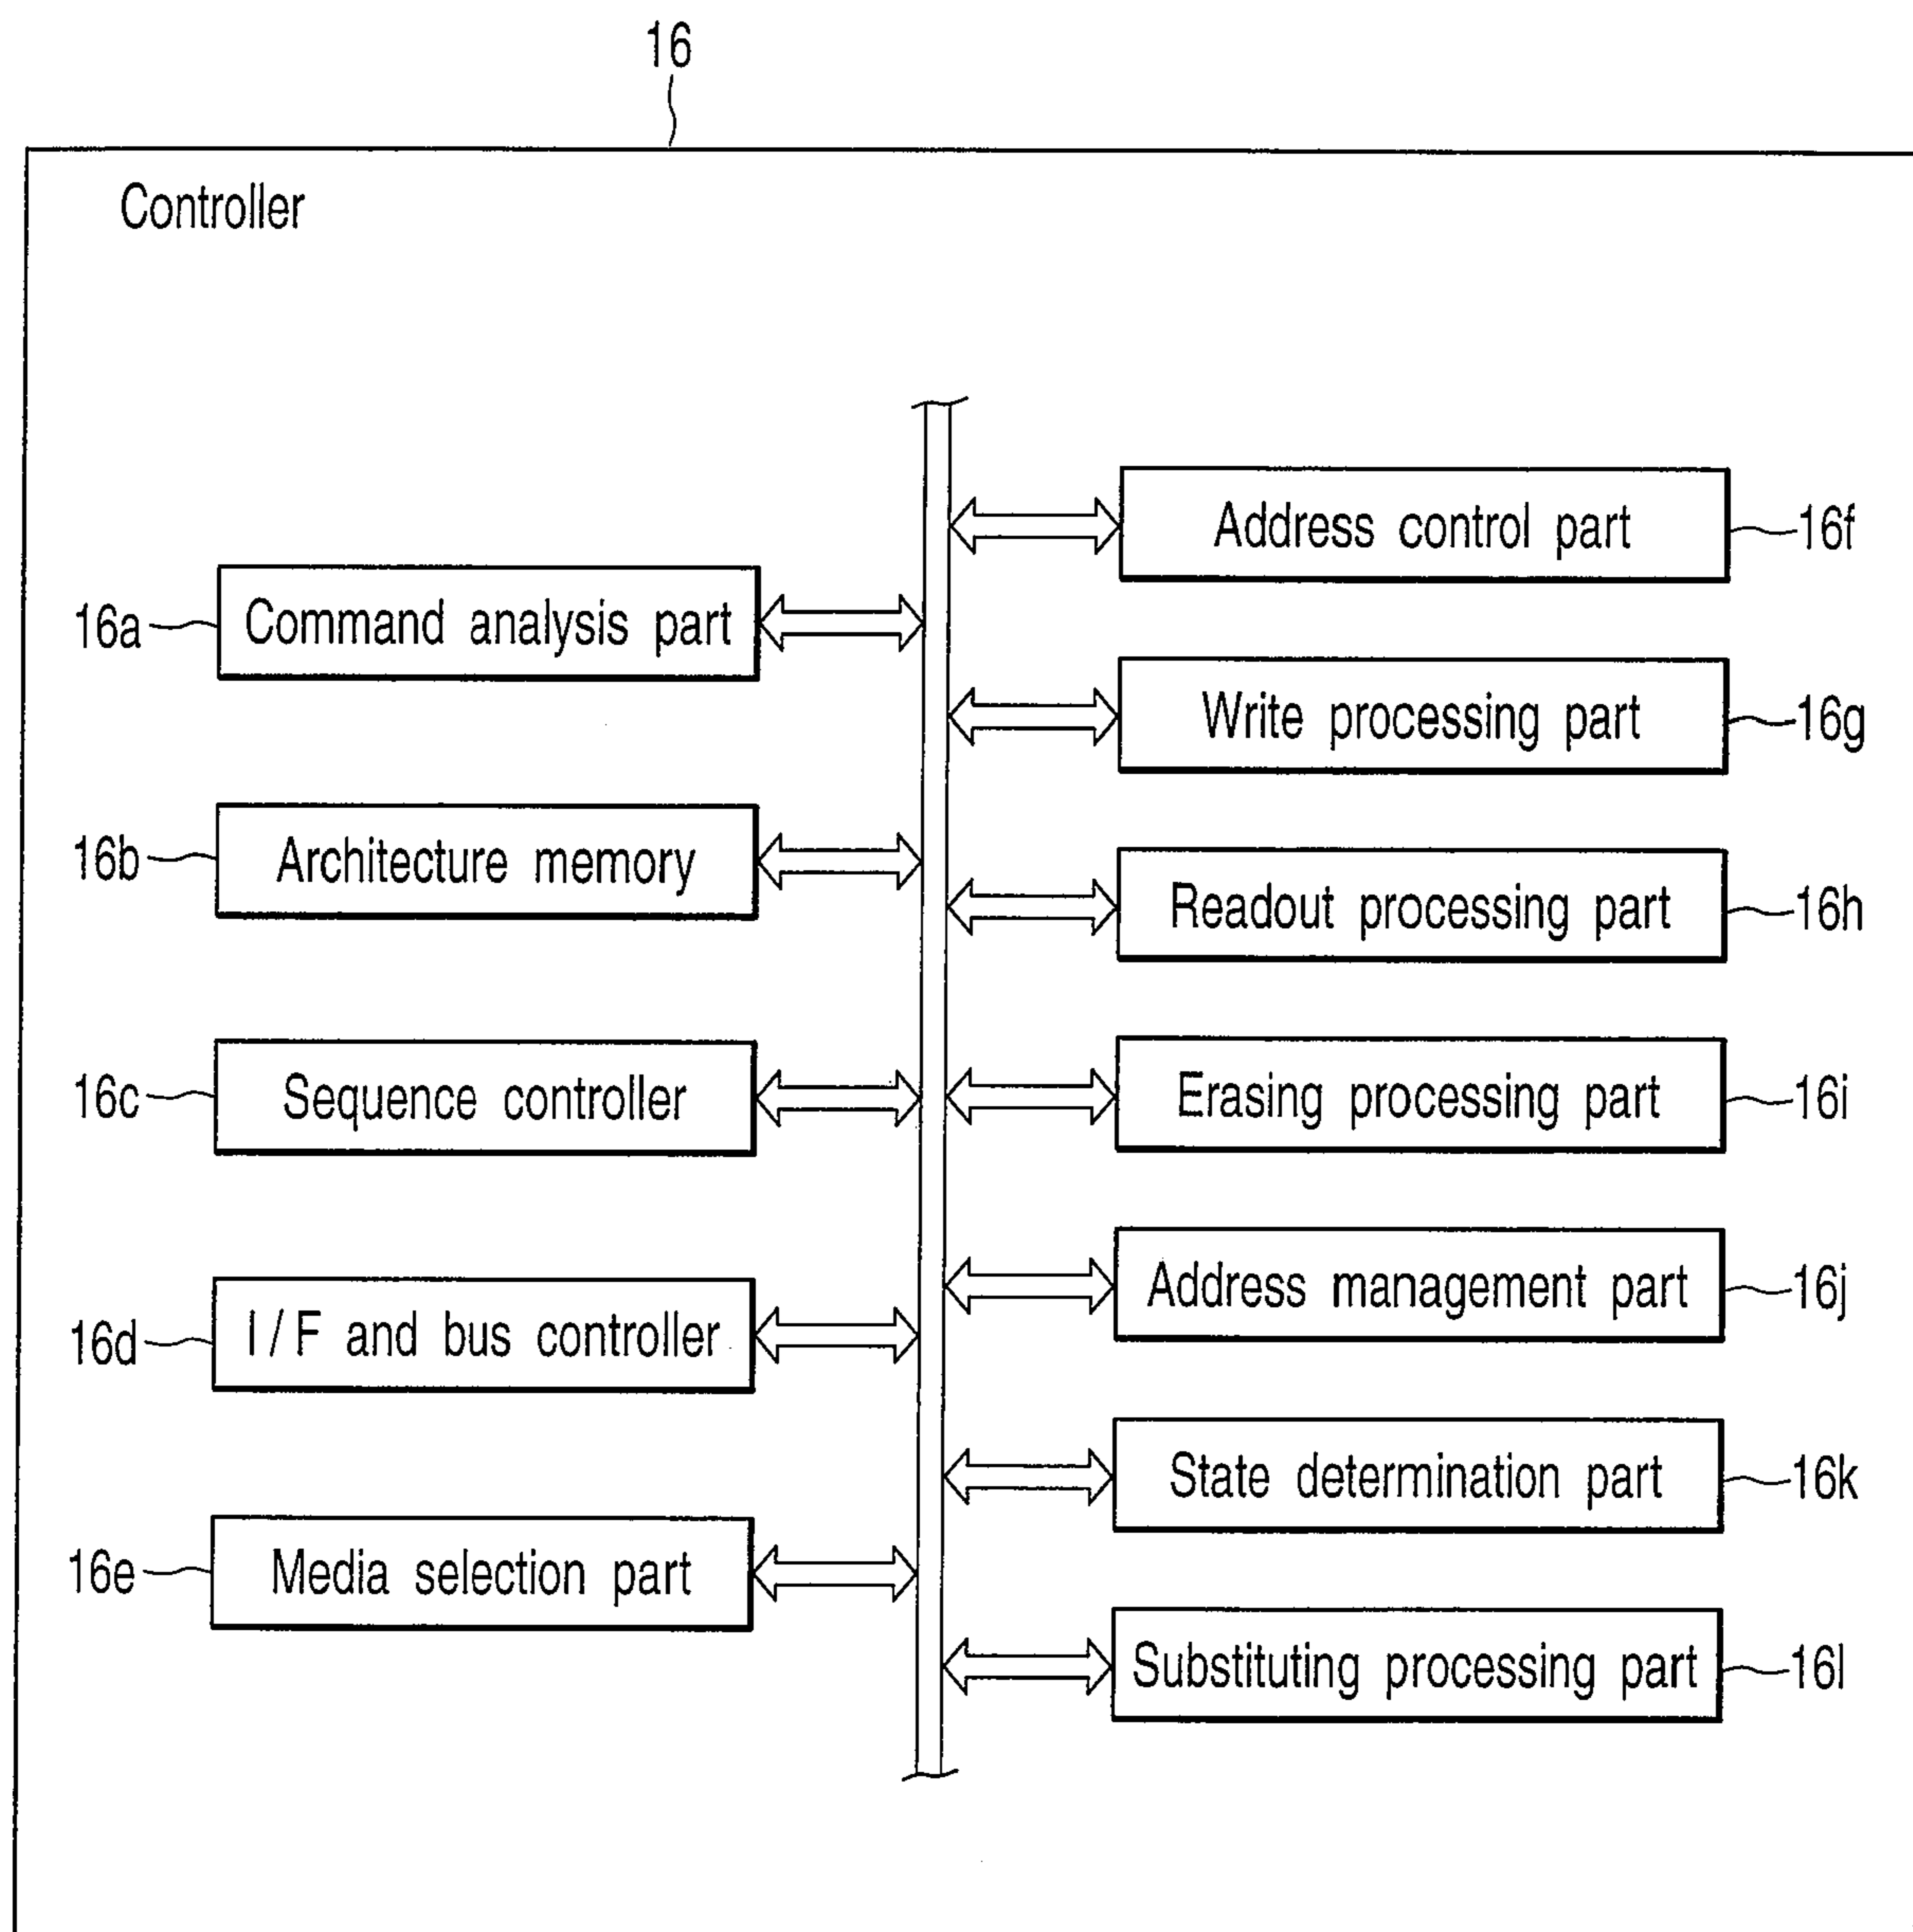 16
Controller
16a
Command analysis part
16b
Architecture memory
16c
Sequence controller
16d
I/F and bus controller
16e
Media selection part
Address control part
16f
Write processing part
16g
Readout processing part
16h
Erasing processing part
16i
Address management part
16j
State determination part
16k
Substituting processing part
16l